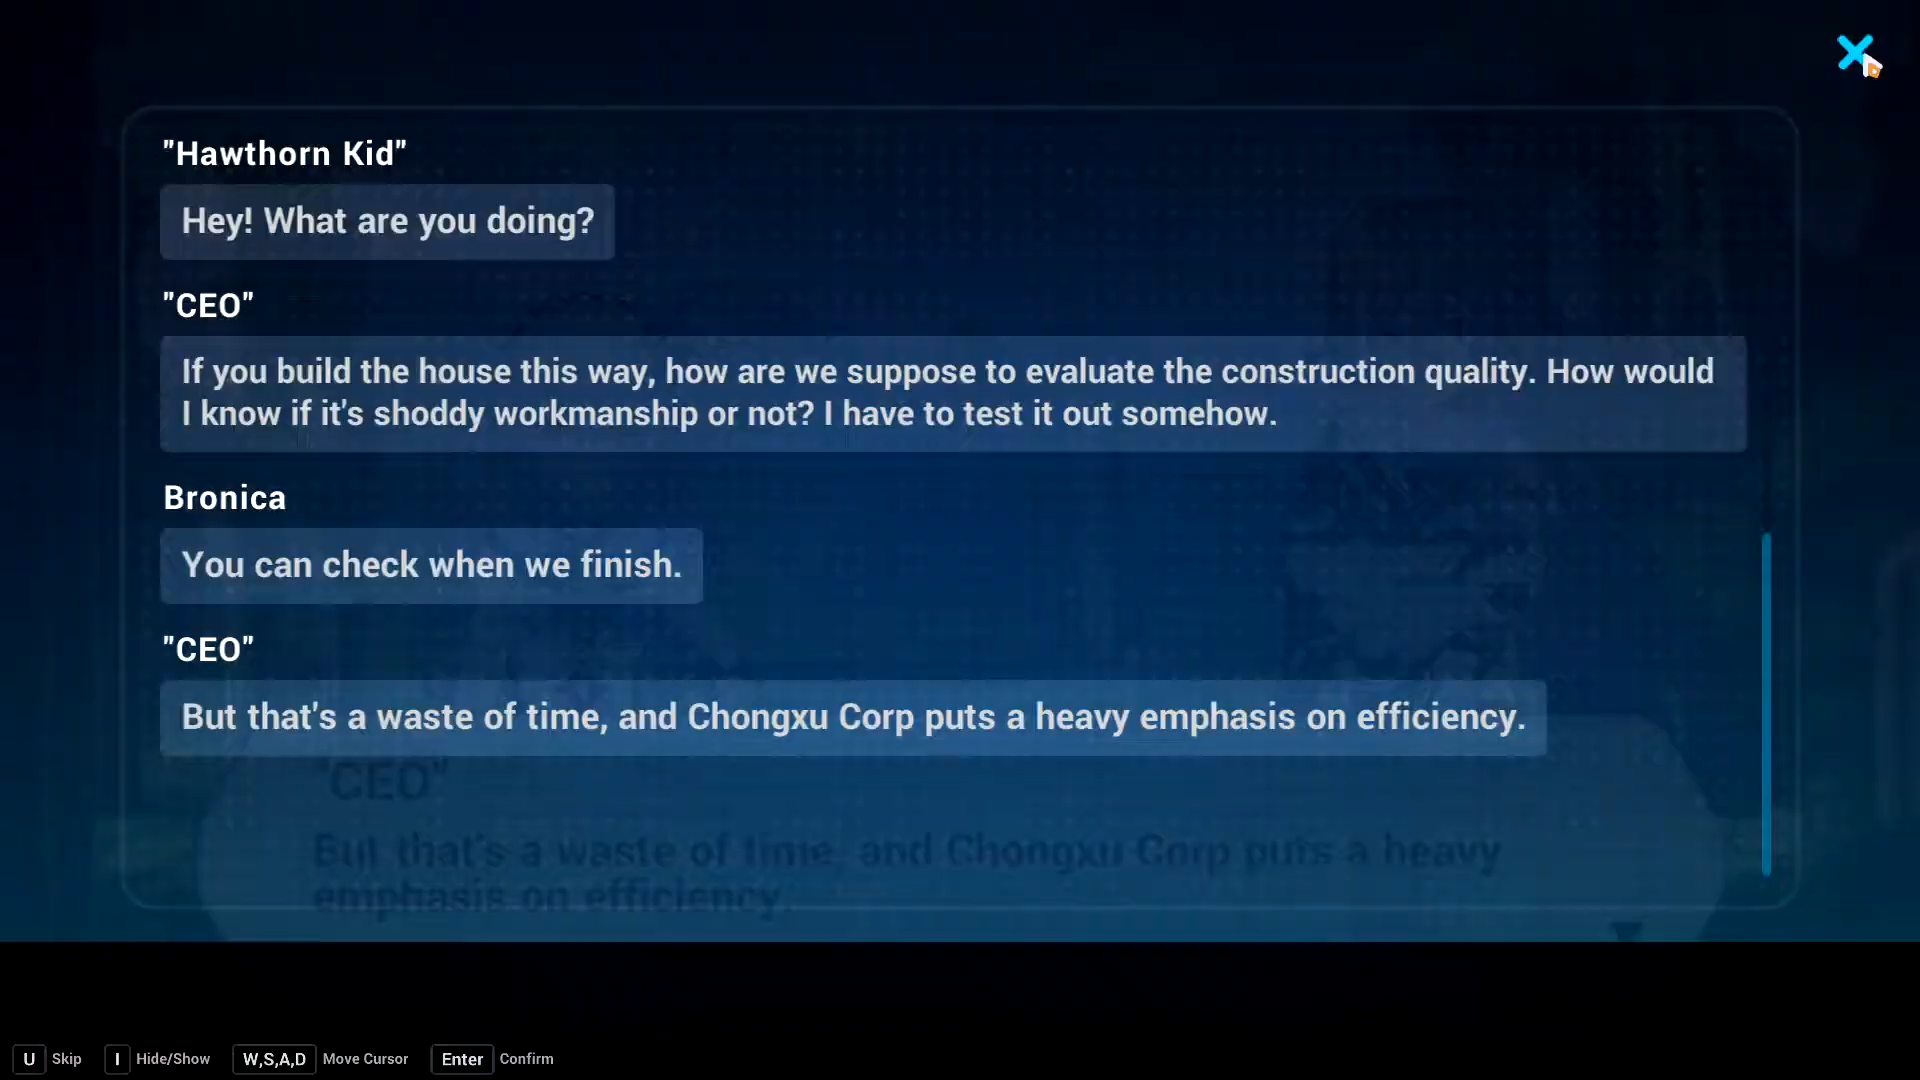 "Hawthorn Kid"
Hey! What are you doing?
"CEO"
If you build the house this way, how are we suppose to evaluate the construction quality. How would
I know if it's shoddy workmanship or not? I have to test it out somehow.
Bronica
You can check when we finish.
"CEO"
But that's a waste of time, and Chongxu Corp puts a heavy emphasis on efficiency.
"CEO"
But that's a waste of time, and Chongxu Corp puts a heavy
emphasis on efficiency.
U Skip I Hide/Show W,S,A,D Move Cursor Enter Confirm